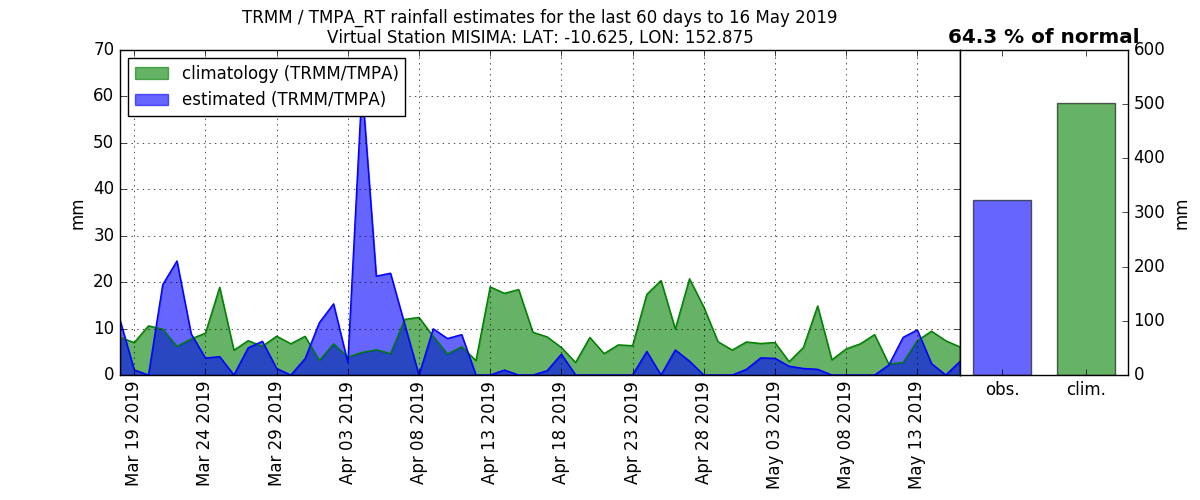 TRMM / TMPA_RT rainfall estimates for the last 60 days to 16 May 2019
Virtual Station MISIMA: LAT: -10.625, LON: 152.875
64.3 % of normal
climatology (TRMM/TMPA)
estimated (TRMM/TMPA)
70
60
50
40
30
20
10
0
mm
Mar 19 2019
Mar 24 2019
Mar 29 2019
Apr 03 2019
Apr 08 2019
Apr 13 2019
Apr 18 2019
Apr 23 2019
Apr 28 2019
May 03 2019
May 08 2019
May 13 2019
600
500
400
300
200
100
0
mm
obs.
clim.